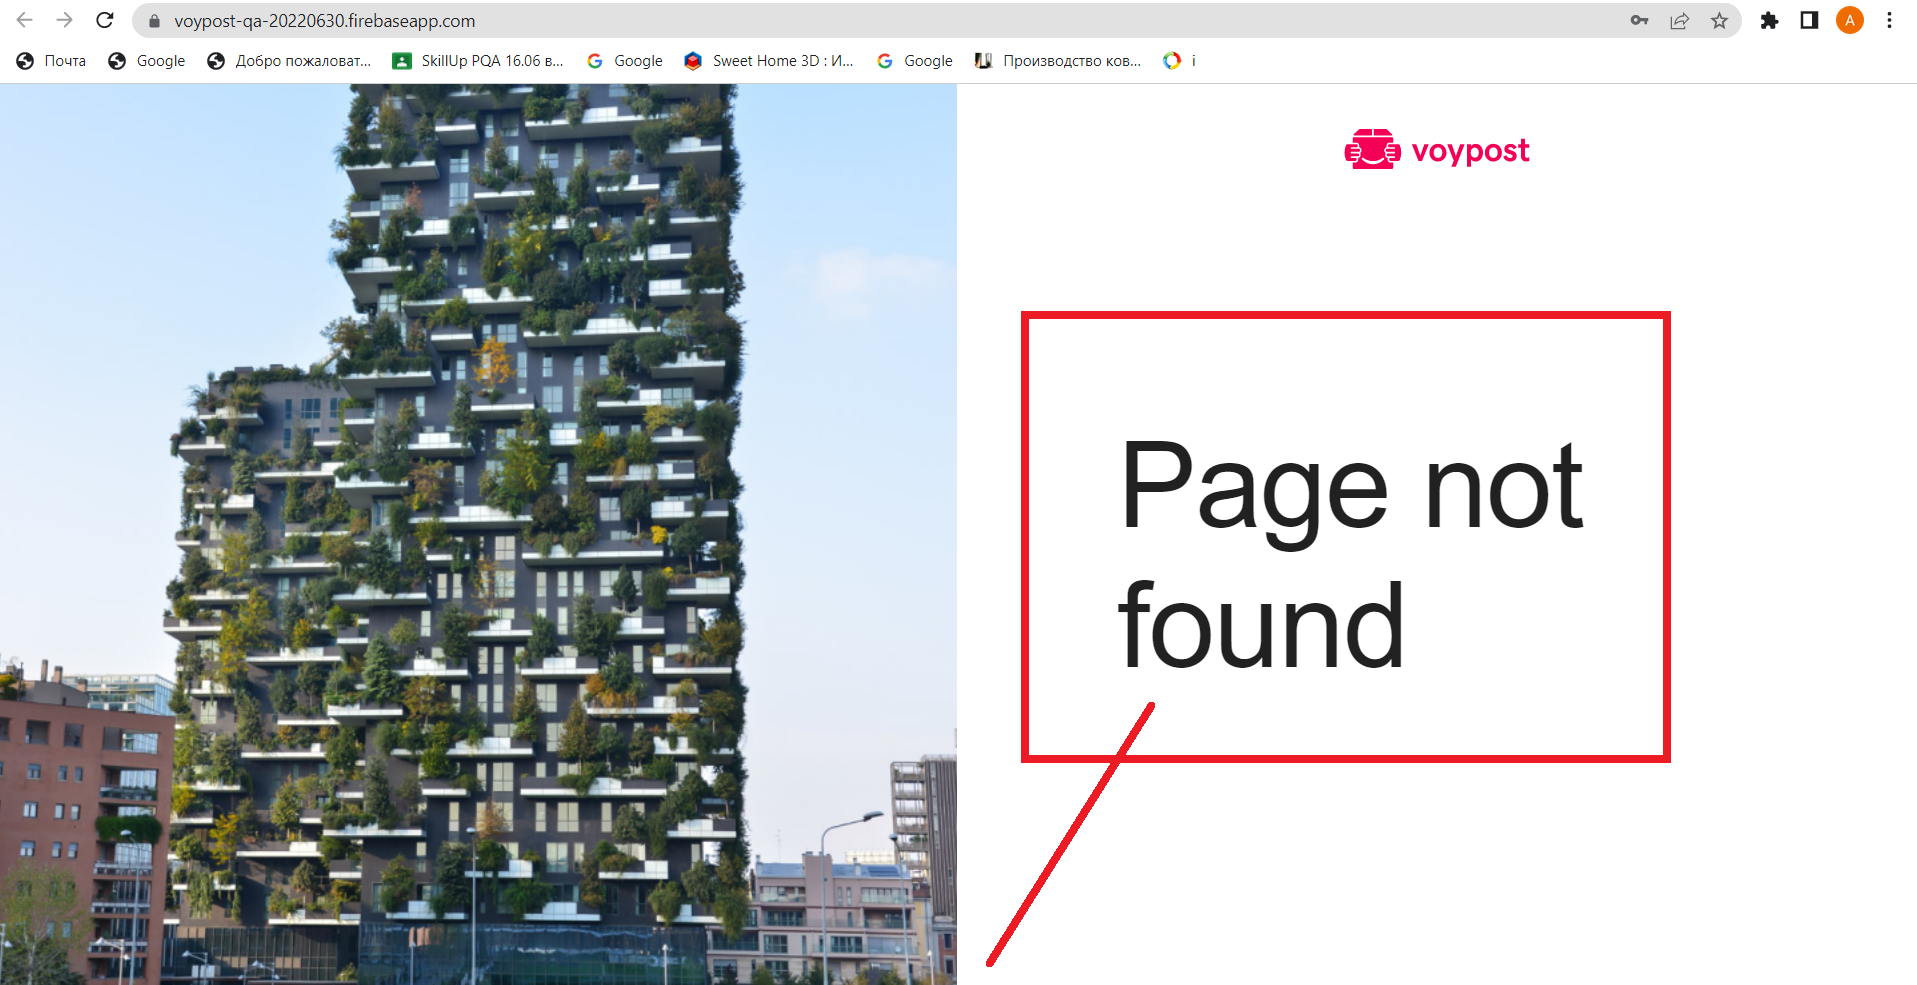 voypost-qa-20220630.firebaseapp.com
A
Почта
Google
Добро пожаловат...
SkillUp PQA 16.06 в...
Google
Sweet Home 3D : И...
Google
Производство ков...
i
voypost
Page not
found